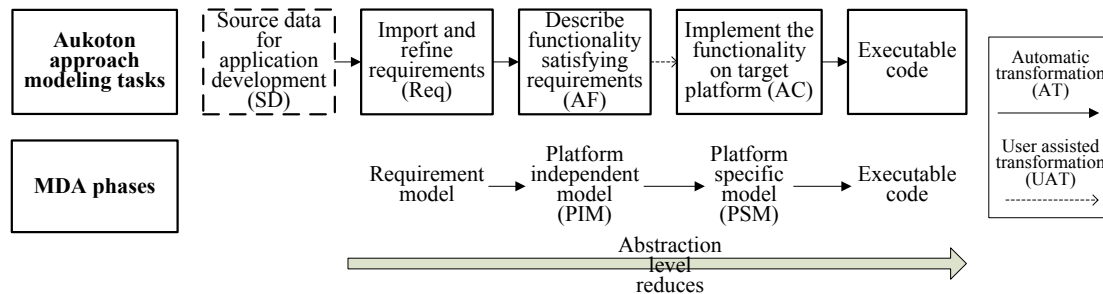 Aukoton
approach
modeling tasks
Source data
for
application
development
(SD)
Import and
refine
requirements
(Req)
Describe
functionality
satisfying
requirements
(AF)
Implement the
functionality
on target
platform (AC)
Executable
code
Automatic
transformation
(AT)
User assisted
transformation
(UAT)
MDA phases
Requirement
model
Platform
independent
model
(PIM)
Platform
specific
model
(PSM)
Executable
code
Abstraction
level
reduces